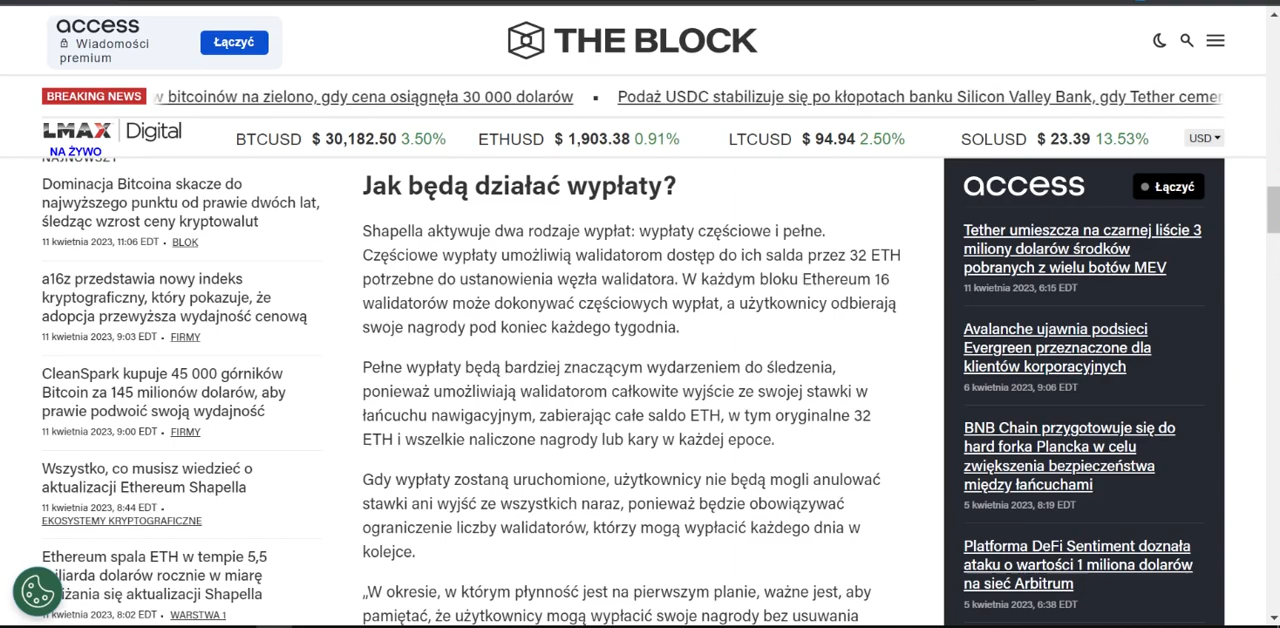 access
Wiadomości
premium
Łączyć
THE BLOCK
BREAKING NEWS
w bitcoinów na zielono, gdy cena osiągnęła 30 000 dolarów ▪ Podaż USDC stabilizuje się po kłopotach banku Silicon Valley Bank, gdy Tether cemen
LMAX Digital
NA ŻYWO
BTCUSD $ 30,182.50 3.50%
ETHUSD $ 1,903.38 0.91%
LTCUSD $ 94.94 2.50%
SOLUSD $ 23.39 13.53%
USD
NAJNOWSZY
Dominacja Bitcoina skacze do
najwyższego punktu od prawie dwóch lat,
śledząc wzrost ceny kryptowalut
11 kwietnia 2023, 11:06 EDT • BLOK
a16z przedstawia nowy indeks
kryptograficzny, który pokazuje, że
adopcja przewyższa wydajność cenową
11 kwietnia 2023, 9:03 EDT • FIRMY
CleanSpark kupuje 45 000 górników
Bitcoin za 145 milionów dolarów, aby
prawie podwoić swoją wydajność
11 kwietnia 2023, 9:00 EDT • FIRMY
Wszystko, co musisz wiedzieć o
aktualizacji Ethereum Shapella
11 kwietnia 2023, 8:44 EDT •
EKOSYSTEMY KRYPTOGRAFICZNE
Ethereum spala ETH w tempie 5,5
iliarda dolarów rocznie w miarę
iżania się aktualizacji Shapella
kwietnia 2023, 8:02 EDT • WARSTWA 1
Jak będą działać wypłaty?
Shapella aktywuje dwa rodzaje wypłat: wypłaty częściowe i pełne.
Częściowe wypłaty umożliwią walidatorom dostęp do ich salda przez 32 ETH
potrzebne do ustanowienia węzła walidatora. W każdym bloku Ethereum 16
walidatorów może dokonywać częściowych wypłat, a użytkownicy odbierają
swoje nagrody pod koniec każdego tygodnia.
Pełne wypłaty będą bardziej znaczącym wydarzeniem do śledzenia,
ponieważ umożliwiają walidatorom całkowite wyjście ze swojej stawki w
łańcuchu nawigacyjnym, zabierając całe saldo ETH, w tym oryginalne 32
ETH i wszelkie naliczone nagrody lub kary w każdej epoce.
Gdy wypłaty zostaną uruchomione, użytkownicy nie będą mogli anulować
stawki ani wyjść ze wszystkich naraz, ponieważ będzie obowiązywać
ograniczenie liczby walidatorów, którzy mogą wypłacić każdego dnia w
kolejce.
„W okresie, w którym płynność jest na pierwszym planie, ważne jest, aby
pamiętać, że użytkownicy mogą wypłacić swoje nagrody bez usuwania
access
Łączyć
Tether umieszcza na czarnej liście 3
miliony dolarów środków
pobranych z wielu botów MEV
11 kwietnia 2023, 6:15 EDT
Avalanche ujawnia podsieci
Evergreen przeznaczone dla
klientów korporacyjnych
6 kwietnia 2023, 9:06 EDT
BNB Chain przygotowuje się do
hard forka Plancka w celu
zwiększenia bezpieczeństwa
między łańcuchami
5 kwietnia 2023, 8:19 EDT
Platforma DeFi Sentiment doznała
ataku o wartości 1 miliona dolarów
na sieć Arbitrum
5 kwietnia 2023, 6:38 EDT